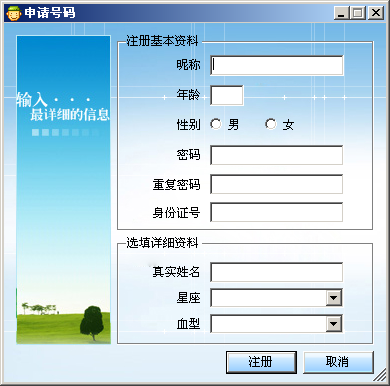 申请号码
输入・・・
最详细的信息
注册基本资料
昵称
年龄
性别 男 女
密码
重复密码
身份证号
选填详细资料
真实姓名
星座
血型
注册 取消